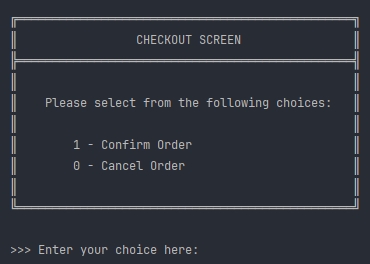 CHECKOUT SCREEN
Please select from the following choices:
1 - Confirm Order
0 - Cancel Order
>>> Enter your choice here: